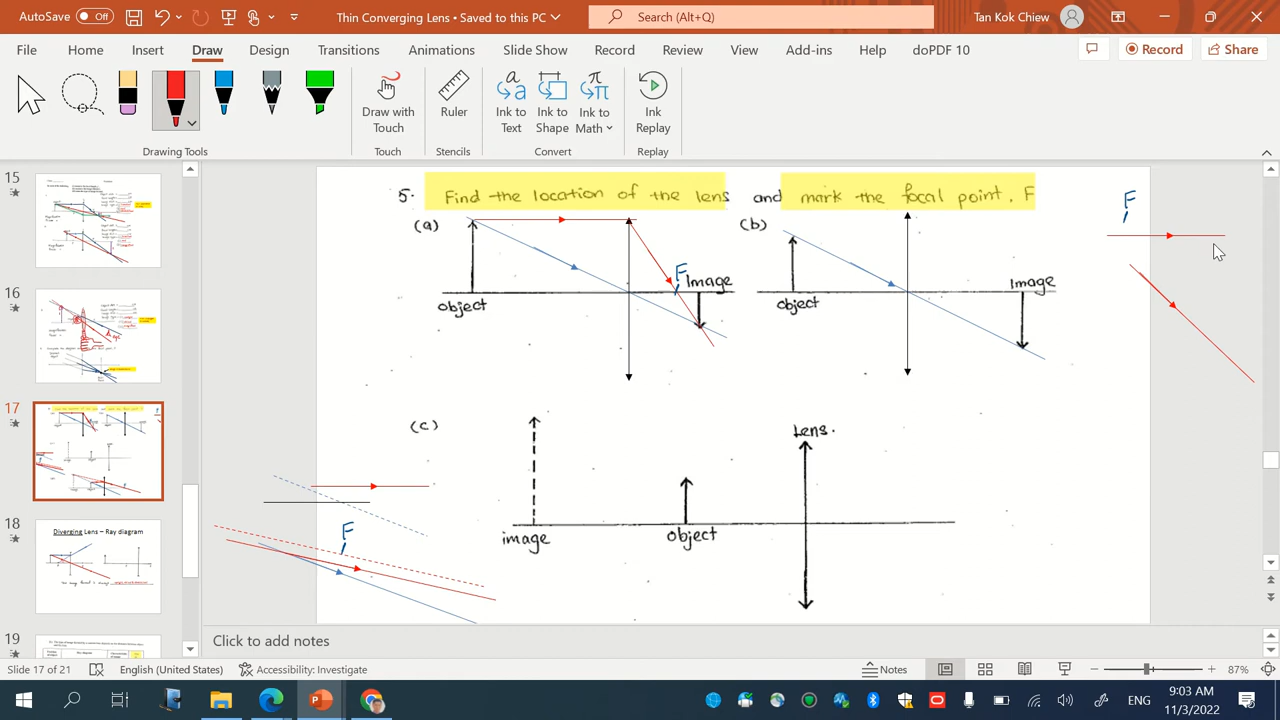 AutoSave Off Thin Converging Lens • Saved to this PC Search (Alt+Q) Tan Kok Chiew
File Home Insert Draw Design Transitions Animations Slide Show Record Review View Add-ins Help doPDF 10 Record Share
Draw with Touch
Ruler
Ink to Text
Ink to Shape
Ink to Math
Ink Replay
Drawing Tools Touch Stencils Convert Replay
15
16
17
18
19
Diverging Lens – Ray diagram
5. Find the location of the lens and mark the focal point, F
(a)
F
Image
object
(b)
Image
object
F
(c)
Lens.
image
object
F
Click to add notes
Slide 17 of 21 English (United States) Accessibility: Investigate Notes 87%
ENG 9:03 AM
11/3/2022